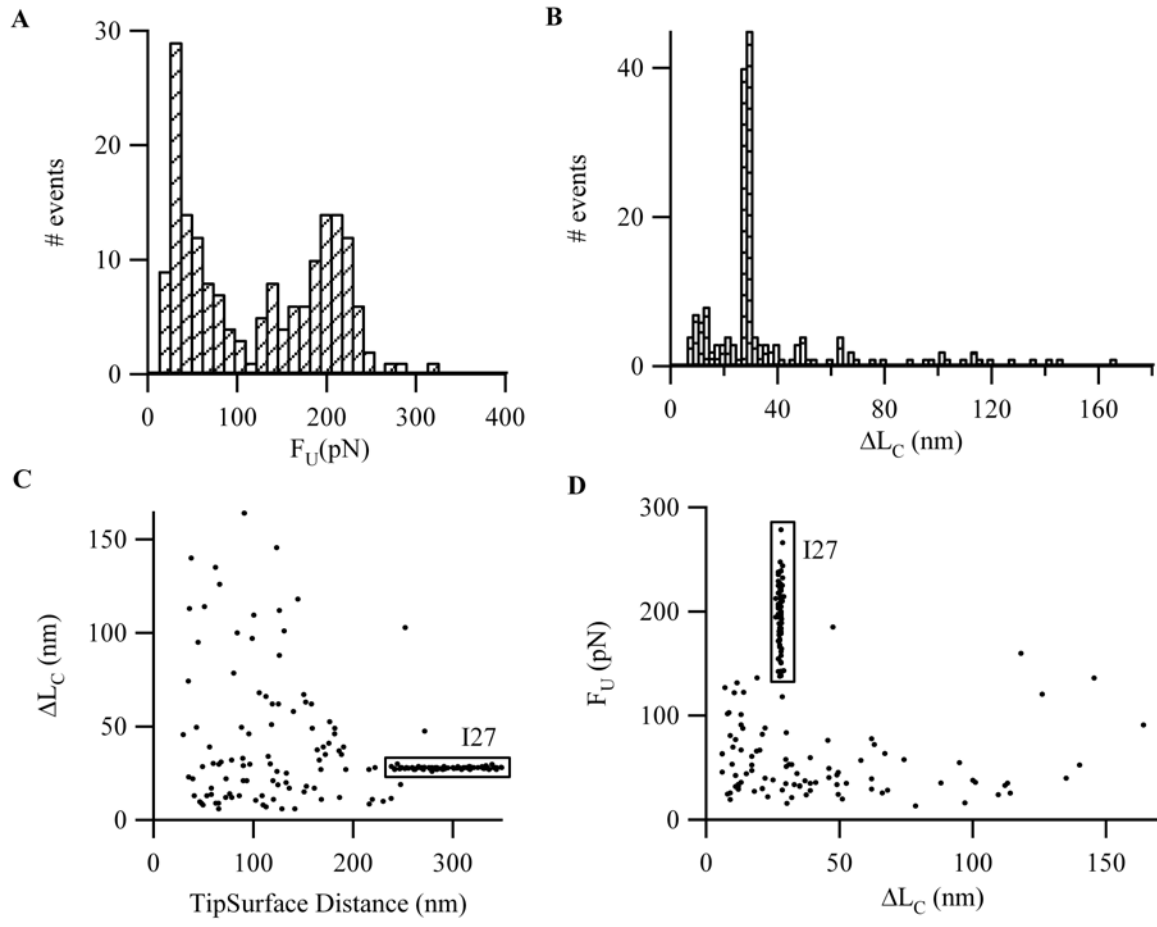 A
30
20
10
0
# events
0 100 200 300 400
F_U(pN)
B
40
20
0
# events
0 40 80 120 160
ΔL_C (nm)
C
150
100
50
0
ΔL_C (nm)
I27
0 100 200 300
TipSurface Distance (nm)
D
300
200
100
0
F_U (pN)
I27
0 50 100 150
ΔL_C (nm)